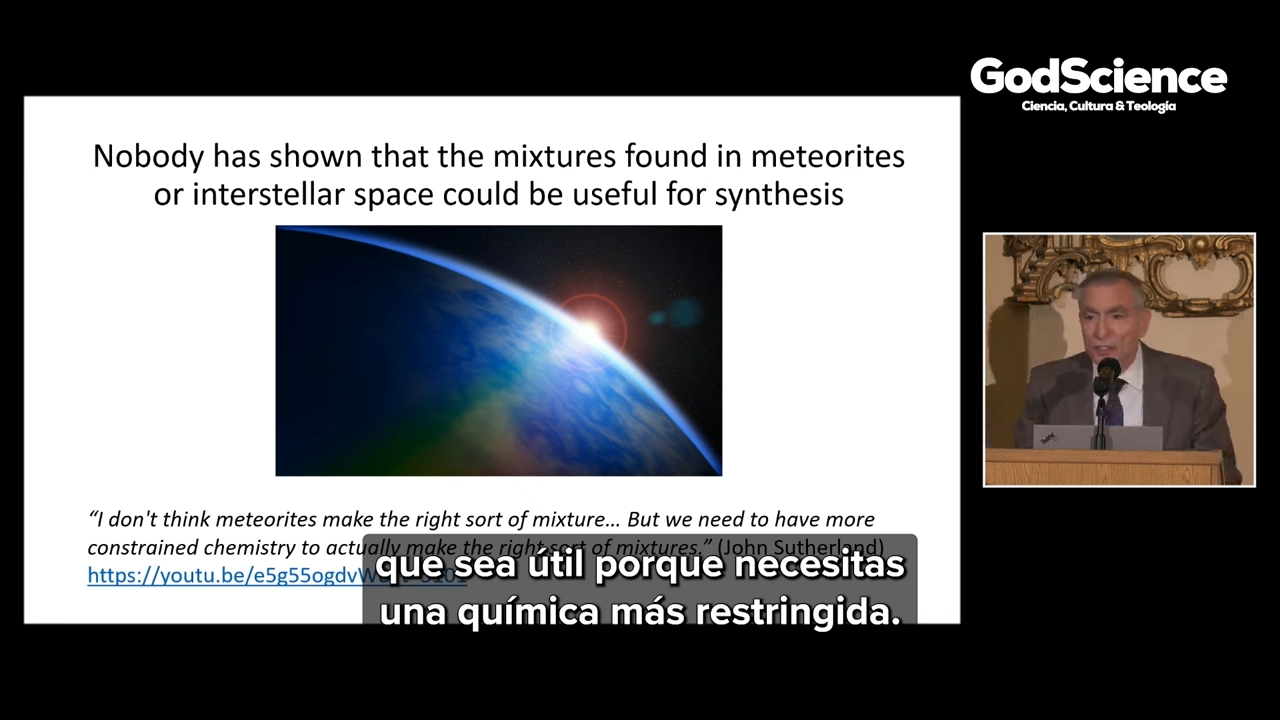 GodScience
Ciencia, Cultura & Teología
Nobody has shown that the mixtures found in meteorites
or interstellar space could be useful for synthesis
“I don't think meteorites make the right sort of mixture… But we need to have more
constrained chemistry to actually make the right sort of mixtures.” (John Sutherland)
https://youtu.be/e5g55ogdvW
que sea útil porque necesitas
una química más restringida.